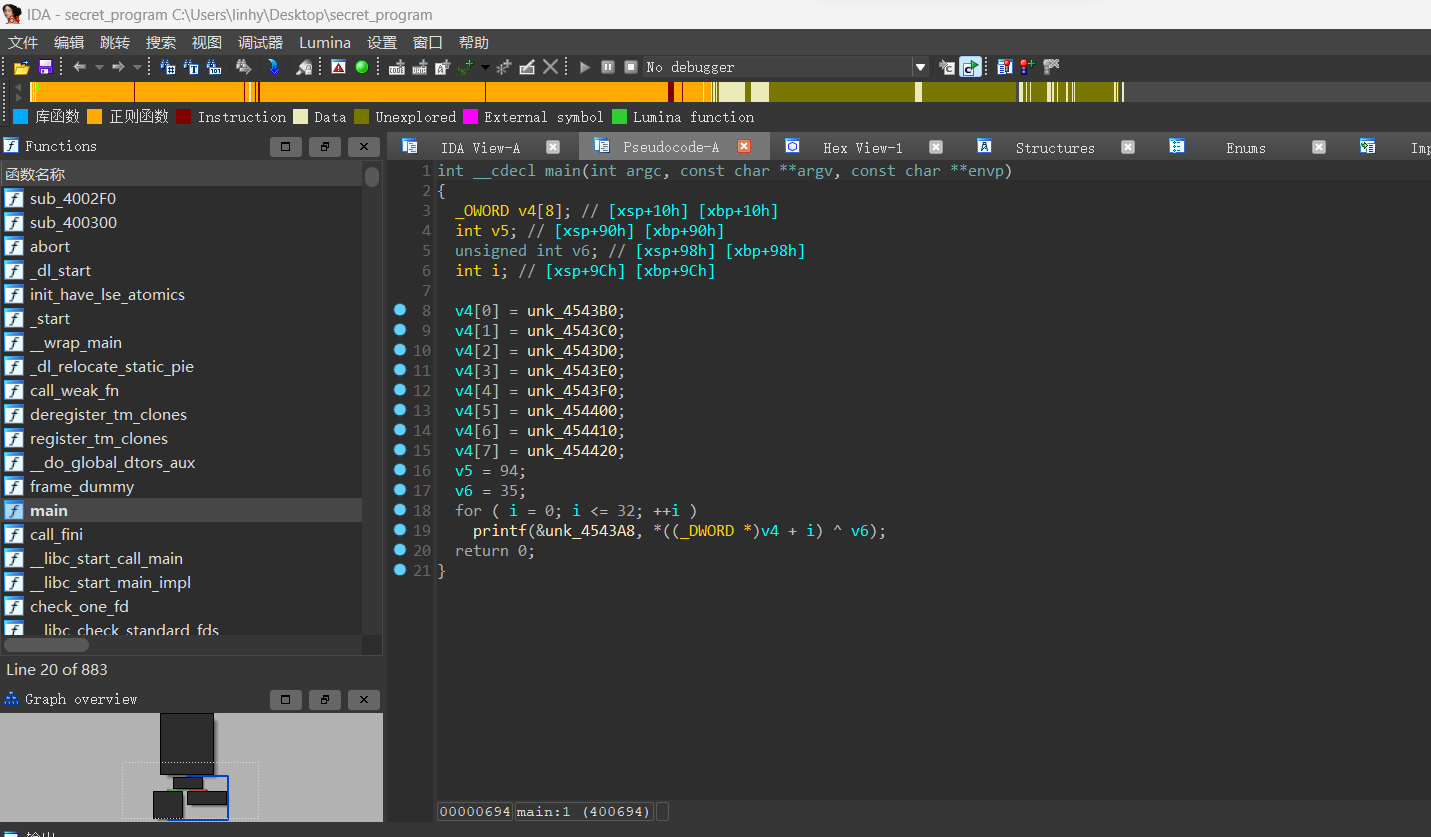 IDA - secret_program C:\Users\linhy\Desktop\secret_program
文件 编辑 跳转 搜索 视图 调试器 Lumina 设置 窗口 帮助
No debugger
库函数 正则函数 Instruction Data Unexplored External symbol Lumina function
Functions
函数名称
sub_4002F0
sub_400300
abort
_dl_start
init_have_lse_atomics
_start
__wrap_main
_dl_relocate_static_pie
call_weak_fn
deregister_tm_clones
register_tm_clones
__do_global_dtors_aux
frame_dummy
main
call_fini
__libc_start_call_main
__libc_start_main_impl
check_one_fd
__libc_check_standard_fds
Line 20 of 883
Graph overview
IDA View-A Pseudocode-A Hex View-1 Structures Enums Imp
1 int __cdecl main(int argc, const char **argv, const char **envp)
2 {
3 _OWORD v4[8]; // [xsp+10h] [xbp+10h]
4 int v5; // [xsp+90h] [xbp+90h]
5 unsigned int v6; // [xsp+98h] [xbp+98h]
6 int i; // [xsp+9Ch] [xbp+9Ch]
7
8 v4[0] = unk_4543B0;
9 v4[1] = unk_4543C0;
10 v4[2] = unk_4543D0;
11 v4[3] = unk_4543E0;
12 v4[4] = unk_4543F0;
13 v4[5] = unk_454400;
14 v4[6] = unk_454410;
15 v4[7] = unk_454420;
16 v5 = 94;
17 v6 = 35;
18 for ( i = 0; i <= 32; ++i )
19 printf(&unk_4543A8, *((_DWORD *)v4 + i) ^ v6);
20 return 0;
21 }
00000694 main:1 (400694)
输出